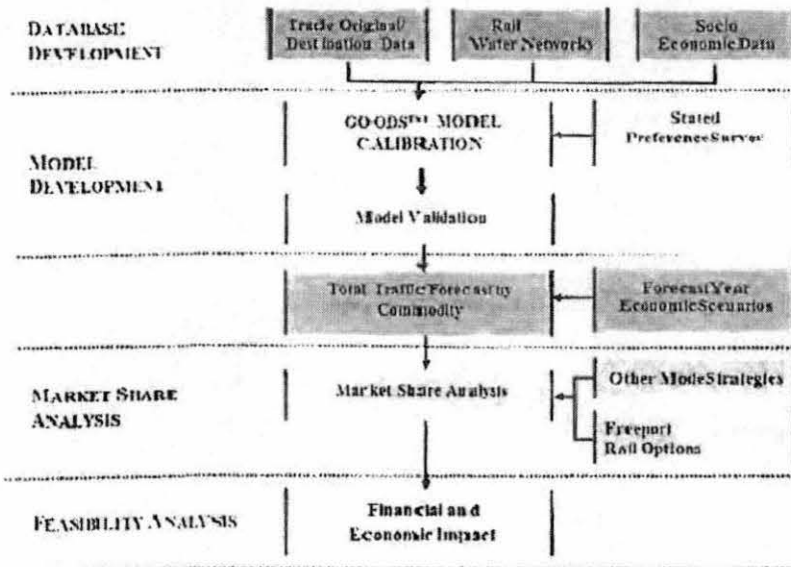 DATABASE
DEVELOPMENT
Trade Original/
Destination Data
Rail
Water Networks
Socio
Economic Data
GOODS™ MODEL
CALIBRATION
Stated
Preference Survey
MODEL
DEVELOPMENT
Model Validation
Total Traffic Forecast by
Commodity
Forecast Year
Economic Scenarios
MARKET SHARE
ANALYSIS
Market Share Analysis
Other Mode Strategies
Freeport
Rail Options
FEASIBILITY ANALYSIS
Financial and
Economic Impact